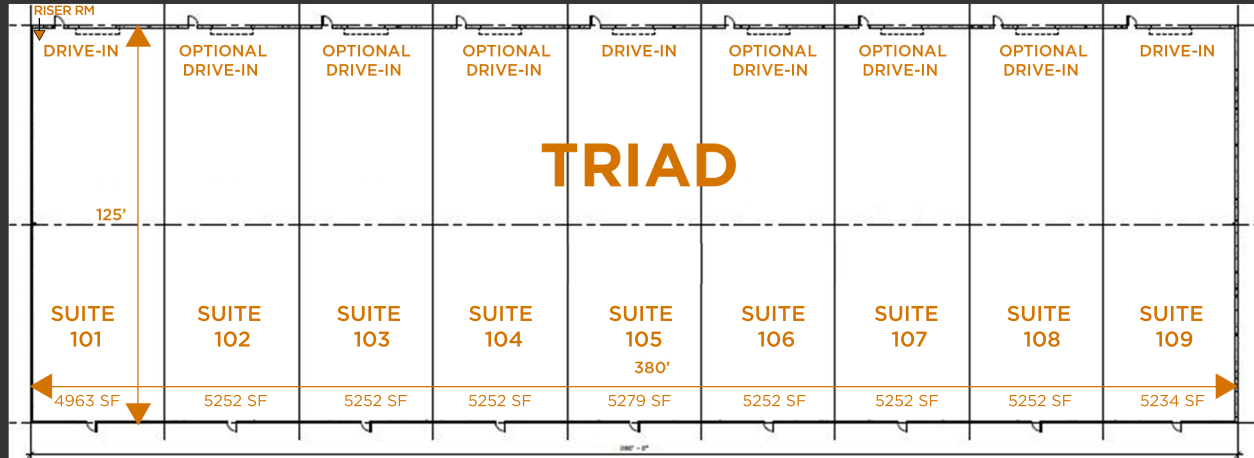 RISER RM
DRIVE-IN
OPTIONAL
DRIVE-IN
OPTIONAL
DRIVE-IN
OPTIONAL
DRIVE-IN
DRIVE-IN
OPTIONAL
DRIVE-IN
OPTIONAL
DRIVE-IN
OPTIONAL
DRIVE-IN
DRIVE-IN
TRIAD
125'
SUITE
101
SUITE
102
SUITE
103
SUITE
104
SUITE
105
SUITE
106
SUITE
107
SUITE
108
SUITE
109
380'
4963 SF
5252 SF
5252 SF
5252 SF
5279 SF
5252 SF
5252 SF
5252 SF
5234 SF